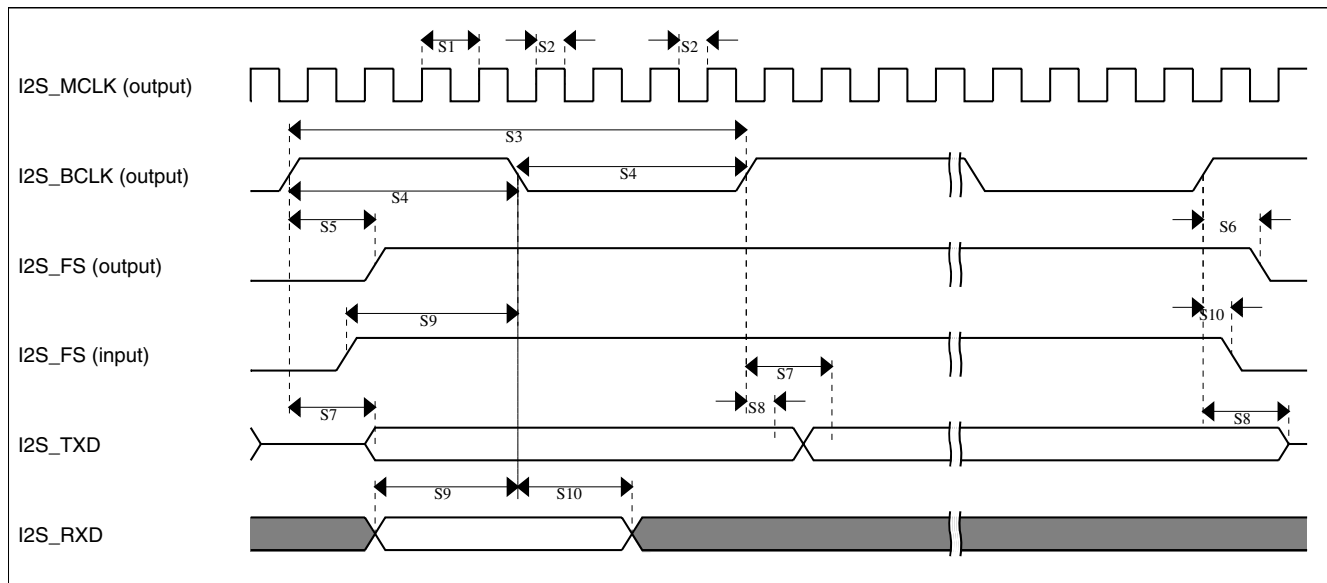 S1 S2 S2
I2S_MCLK (output)
S3
I2S_BCLK (output)
S4
S4
S5 S6
I2S_FS (output)
S9 S10
I2S_FS (input)
S7
S7 S8 S8
I2S_TXD
S9 S10
I2S_RXD